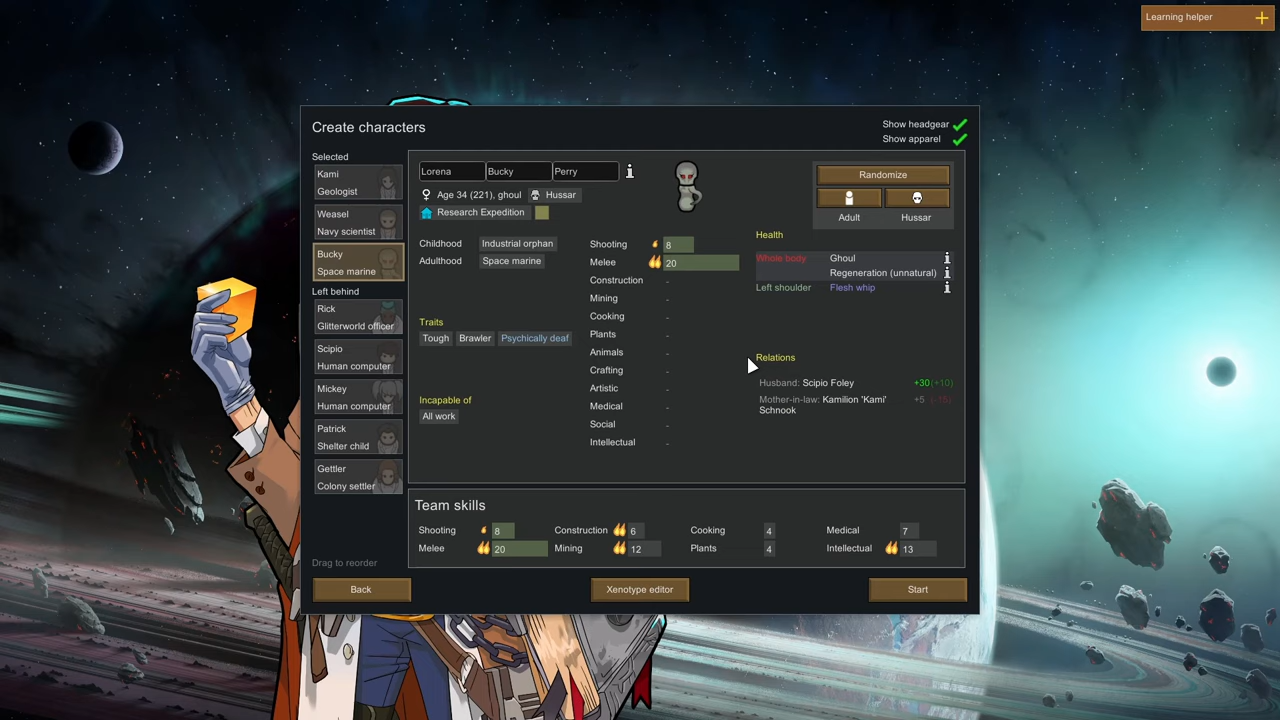 Learning helper
Create characters
Show headgear
Show apparel
Selected
Kami
Geologist
Weasel
Navy scientist
Bucky
Space marine
Left behind
Rick
Glitterworld officer
Scipio
Human computer
Mickey
Human computer
Patrick
Shelter child
Gettler
Colony settler
Drag to reorder
Lorena Bucky Perry
Age 34 (221), ghoul Hussar
Research Expedition
Childhood Industrial orphan
Adulthood Space marine
Traits
Tough Brawler Psychically deaf
Incapable of
All work
Shooting 8
Melee 20
Construction -
Mining -
Cooking -
Plants -
Animals -
Crafting -
Artistic -
Medical -
Social -
Intellectual -
Randomize
Adult Hussar
Health
Whole body Ghoul
Regeneration (unnatural)
Left shoulder Flesh whip
Relations
Husband: Scipio Foley +30 (+10)
Mother-in-law: Kamilion 'Kami' +5 (-15)
Schnook
Team skills
Shooting 8 Construction 6 Cooking 4 Medical 7
Melee 20 Mining 12 Plants 4 Intellectual 13
Back Xenotype editor Start